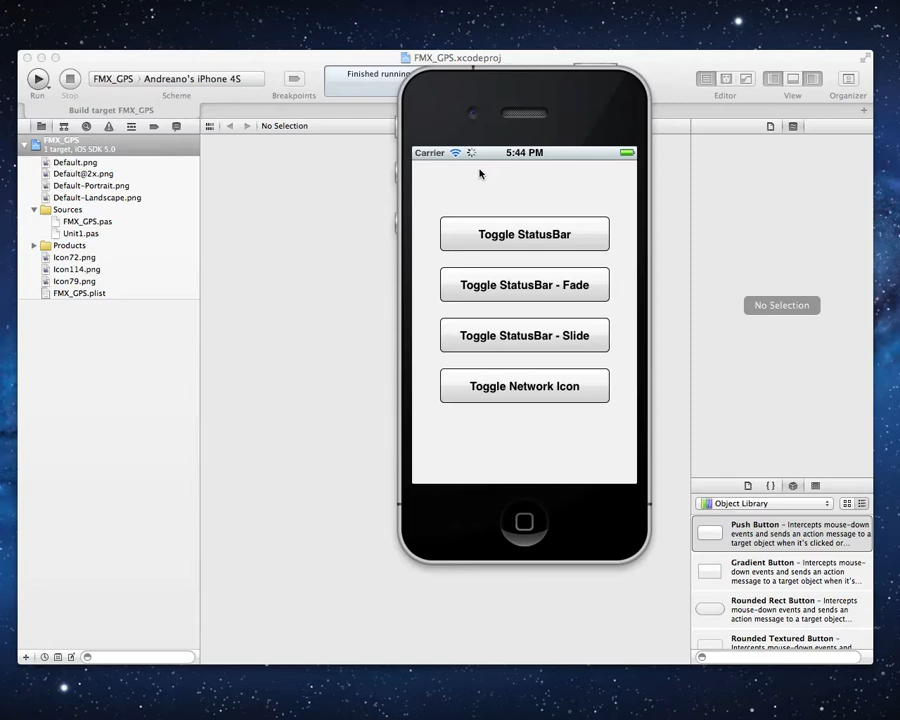 FMX_GPS.xcodeproj
FMX_GPS › Andreano's iPhone 4S
Finished running
Run
Stop
Scheme
Breakpoints
Editor
View
Organizer
Build target FMX_GPS
No Selection
FMX_GPS
1 target, iOS SDK 5.0
Default.png
Default@2x.png
Default-Portrait.png
Default-Landscape.png
Sources
FMX_GPS.pas
Unit1.pas
Products
Icon72.png
Icon114.png
Icon79.png
FMX_GPS.plist
Carrier
5:44 PM
Toggle StatusBar
Toggle StatusBar - Fade
Toggle StatusBar - Slide
Toggle Network Icon
No Selection
Object Library
Push Button – Intercepts mouse-down
events and sends an action message to a
target object when it's clicked or...
Gradient Button – Intercepts mouse-
down events and sends an action
message to a target object when it's...
Rounded Rect Button – Intercepts
mouse-down events and sends an
action message to a target object...
Rounded Textured Button –
Intercepts mouse-down events and